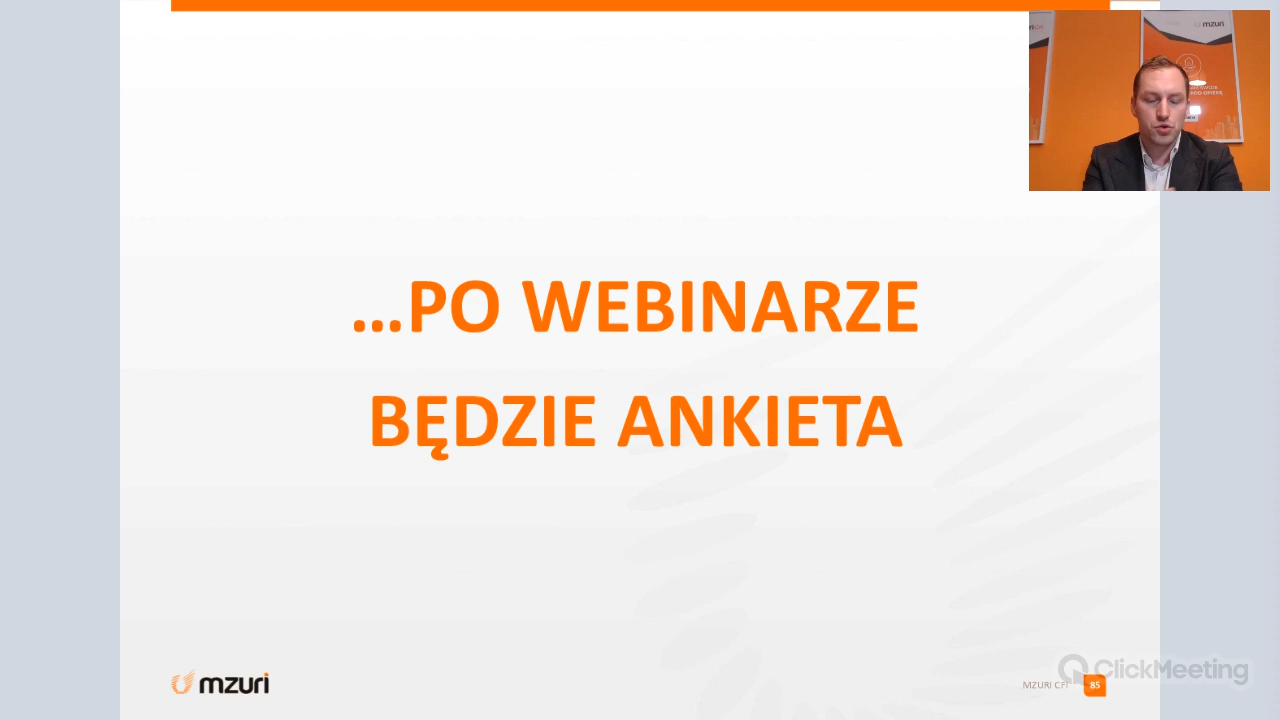 mzuri
...PO WEBINARZE
BĘDZIE ANKIETA
mzuri
MZURI CFI
85
ClickMeeting